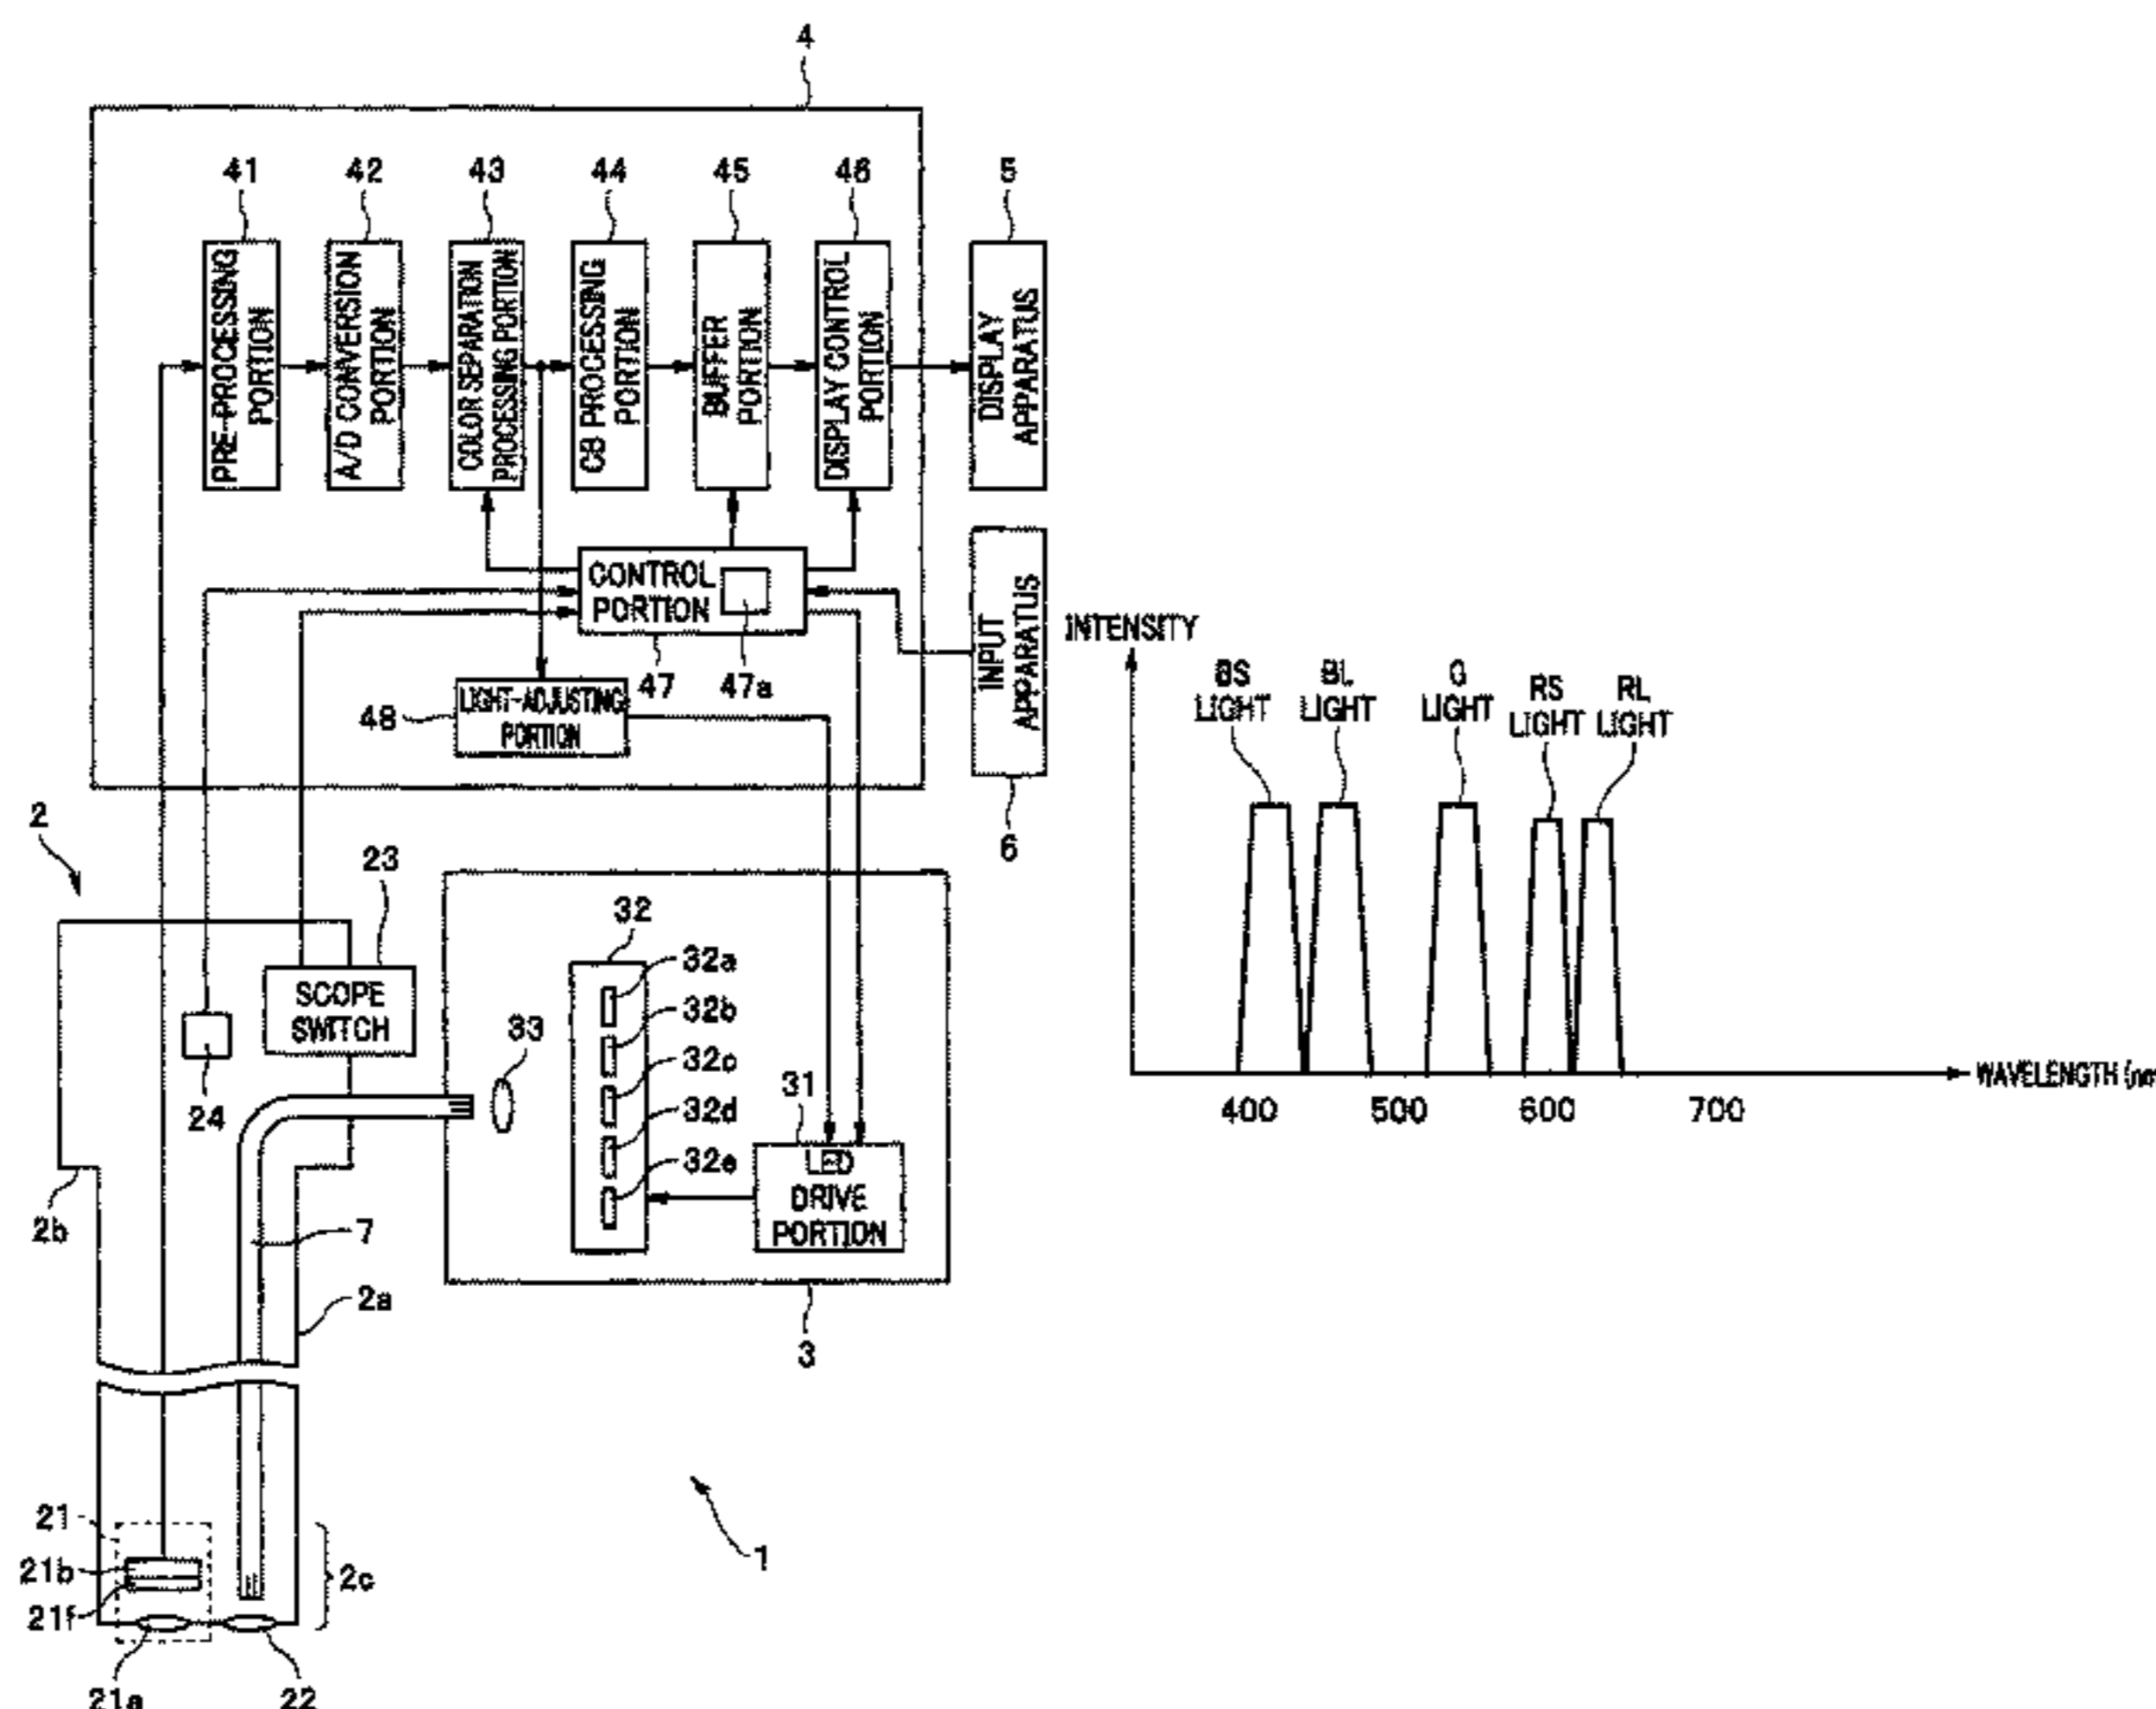 4
41
42
43
44
45
46
5
PRE-PROCESSING
PORTION
A/D CONVERSION
PORTION
COLOR SEPARATION
PROCESSING PORTION
CB PROCESSING
PORTION
BUFFER
PORTION
DISPLAY CONTROL
PORTION
DISPLAY
APPARATUS
CONTROL
PORTION
47
47a
INPUT
APPARATUS
6
LIGHT-ADJUSTING
PORTION
48
2
23
SCOPE
SWITCH
24
2b
7
2a
32
32a
32b
32c
32d
32e
33
31
LED
DRIVE
PORTION
3
21
21b
21f
21a
22
2c
1
INTENSITY
BS
LIGHT
BL
LIGHT
G
LIGHT
RS
LIGHT
RL
LIGHT
400
500
600
700
WAVELENGTH